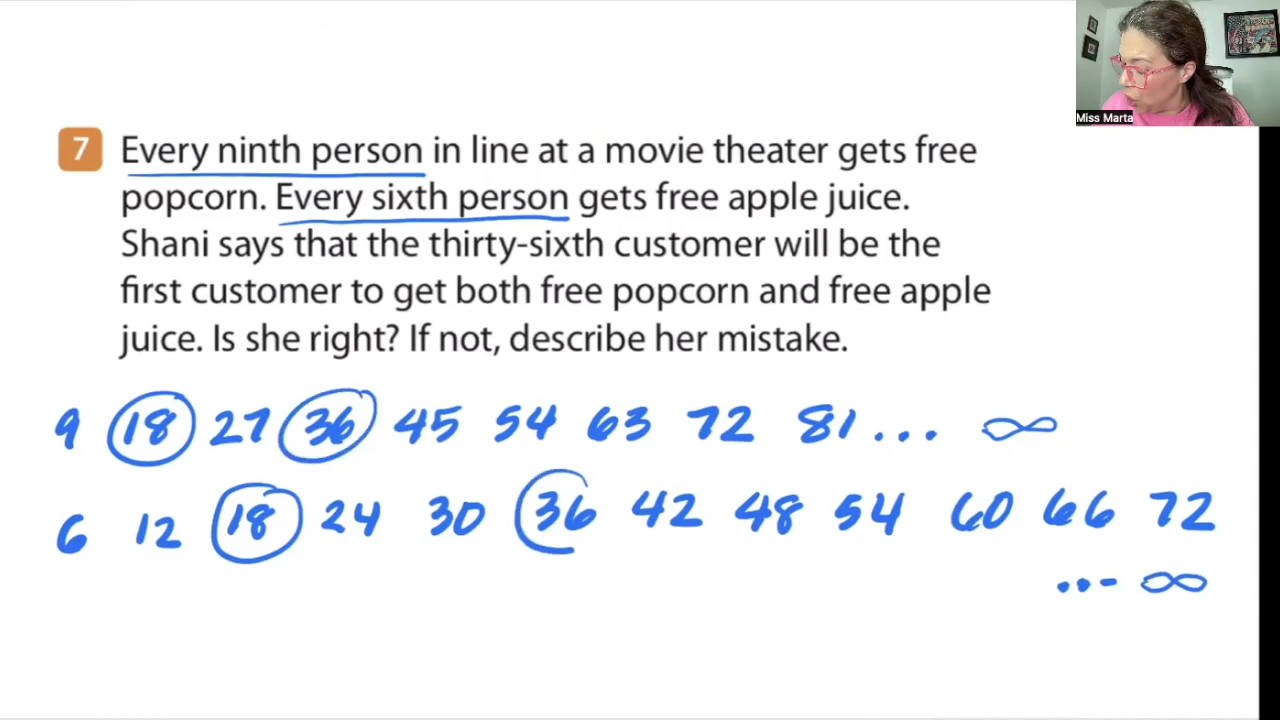 Miss Marta
7 Every ninth person in line at a movie theater gets free
popcorn. Every sixth person gets free apple juice.
Shani says that the thirty-sixth customer will be the
first customer to get both free popcorn and free apple
juice. Is she right? If not, describe her mistake.
9 18 27 36 45 54 63 72 81... ∞
6 12 18 24 30 36 42 48 54 60 66 72
... ∞